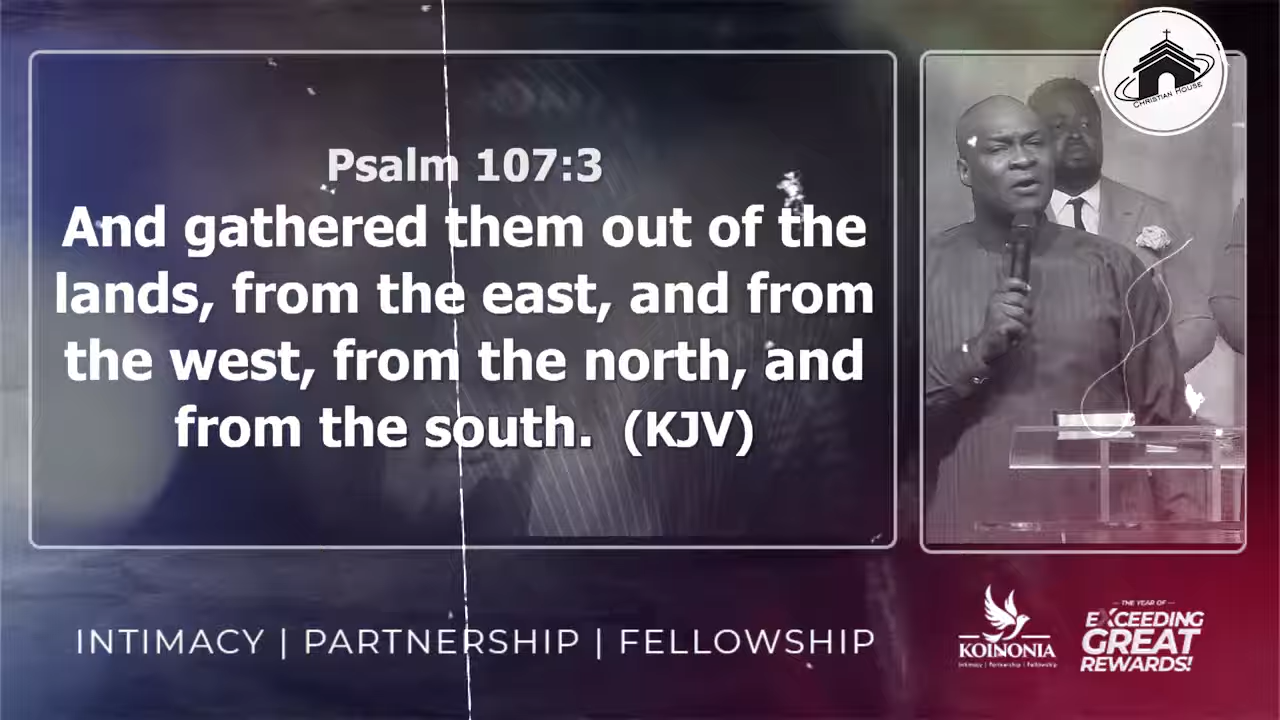 Psalm 107:3
And gathered them out of the
lands, from the east, and from
the west, from the north, and
from the south. (KJV)
CHRISTIAN HOUSE
INTIMACY | PARTNERSHIP | FELLOWSHIP
KOINONIA
Intimacy | Partnership | Fellowship
THE YEAR OF
EXCEEDING
GREAT
REWARDS!